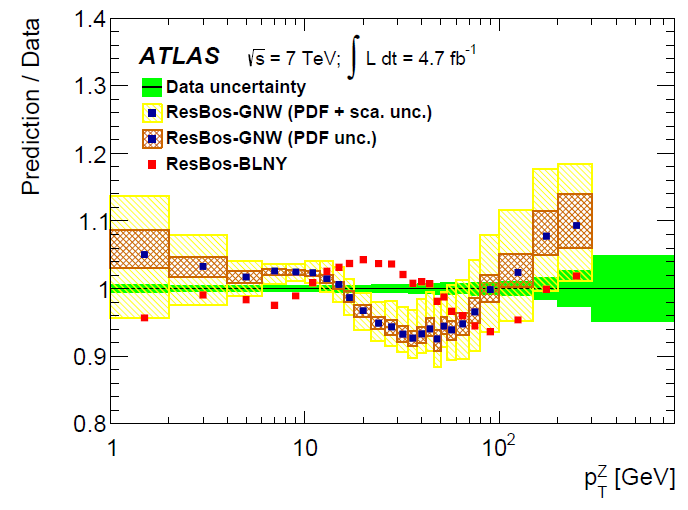 1.4
1.3
1.2
1.1
1
0.9
0.8
Prediction / Data
ATLAS √s = 7 TeV; ∫ L dt = 4.7 fb⁻¹
Data uncertainty
ResBos-GNW (PDF + sca. unc.)
ResBos-GNW (PDF unc.)
ResBos-BLNY
1 10 10²
p_T^Z [GeV]